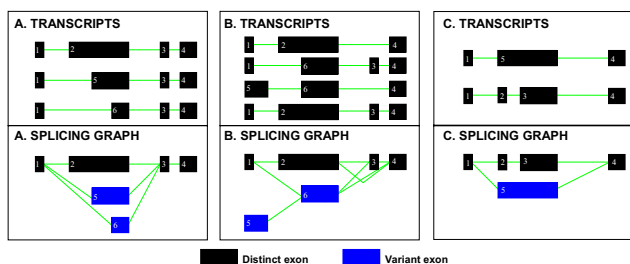 A. TRANSCRIPTS
1 2 3 4
1 5 3 4
1 6 3 4
A. SPLICING GRAPH
1 2 3 4
5
6
B. TRANSCRIPTS
1 2 4
1 6 3 4
5 6 4
1 2 3 4
B. SPLICING GRAPH
1 2 3 4
6
5
C. TRANSCRIPTS
1 5 4
1 2 3 4
C. SPLICING GRAPH
1 2 3 4
5
Distinct exon Variant exon